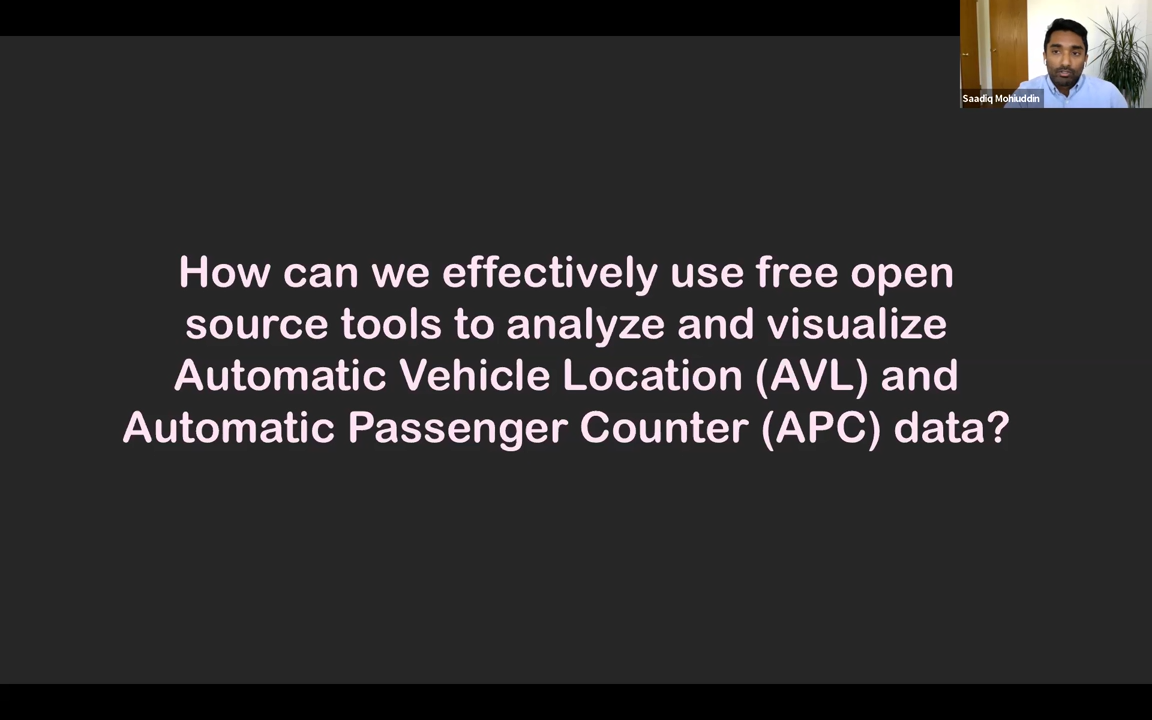 Saadiq Mohiuddin
How can we effectively use free open
source tools to analyze and visualize
Automatic Vehicle Location (AVL) and
Automatic Passenger Counter (APC) data?